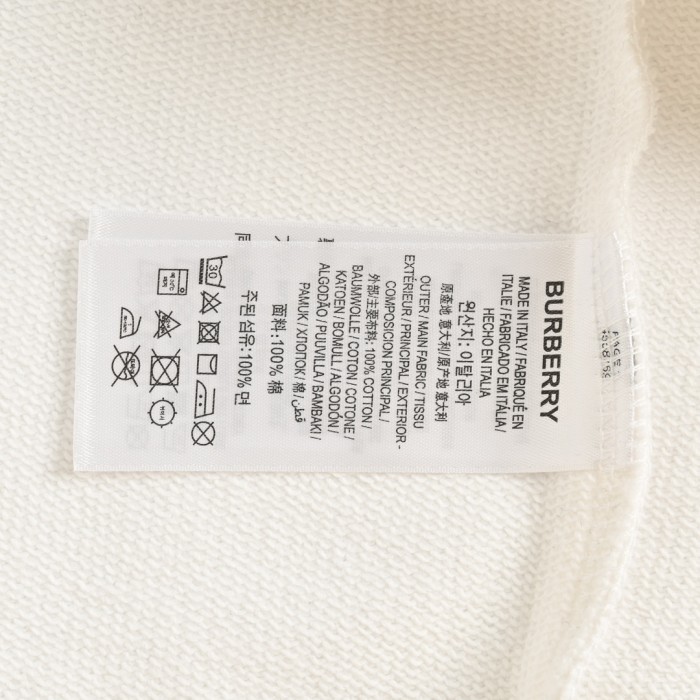 BURBERRY
MADE IN ITALY / FABRIQUÉ EN
ITALIE / FABRICADO EM ITÁLIA /
HECHO EN ITALIA
원산지: 이탈리아
原產地 意大利/原产地 意大利
OUTER / MAIN FABRIC / TISSU
EXTÉRIEUR / PRINCIPAL / EXTERIOR -
COMPOSICION PRINCIPAL /
外部/主要布料: 100% COTTON /
BAUMWOLLE / COTON / COTONE /
KATOEN / BOMULL / ALGODÓN /
ALGODÃO / PUUVILLA / BAMBAKI /
PAMUK / ХЛОПОК / 棉 / قطن /
面料: 100% 棉
주된 섬유: 100% 면
30